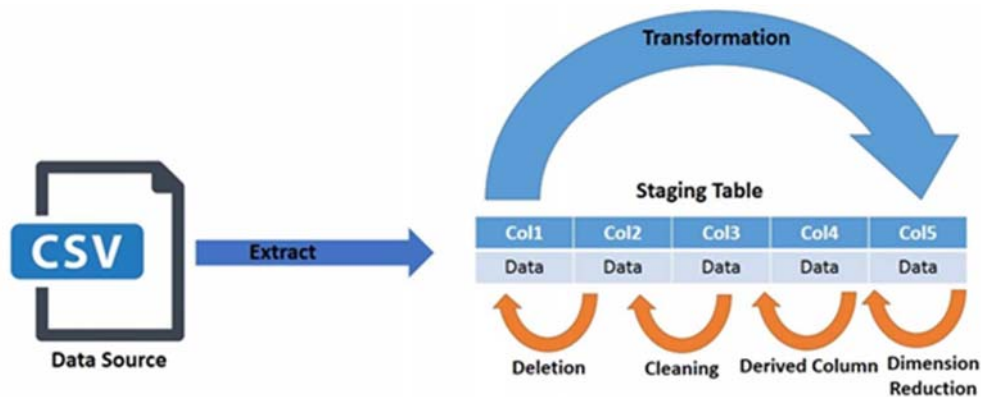 Transformation
Staging Table
CSV
Extract
Col1 Col2 Col3 Col4 Col5
Data Data Data Data Data
Data Source
Deletion
Cleaning
Derived Column
Dimension
Reduction